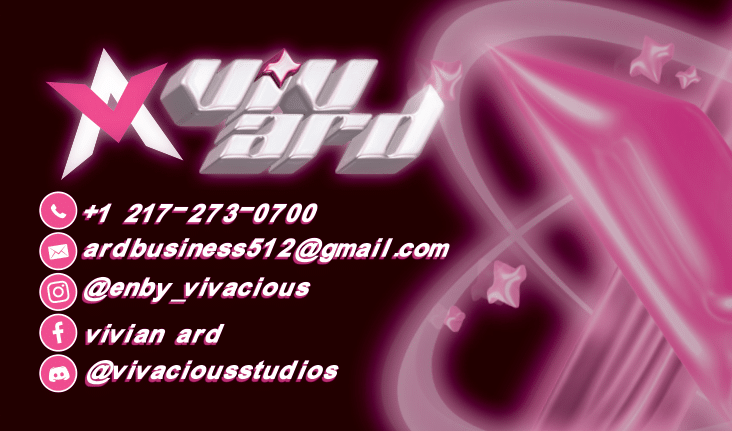 viv
ard
+1 217-273-0700
ardbusiness512@gmail.com
@enby_vivacious
vivian ard
@vivaciousstudios